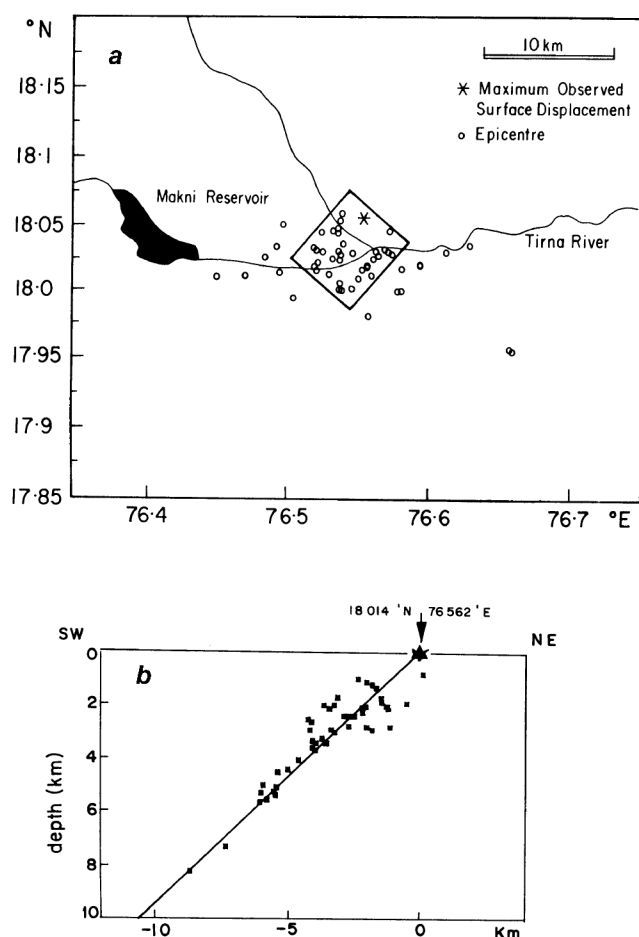 °N
a
10 km
18·15
* Maximum Observed
Surface Displacement
o Epicentre
18·1
Makni Reservoir
18·05
Tirna River
18·0
17·95
17·9
17·85
76·4 76·5 76·6 76·7 °E
18 014 'N 76 562 'E
SW NE
b
0
2
4
6
8
10
depth (km)
-10 -5 0 Km